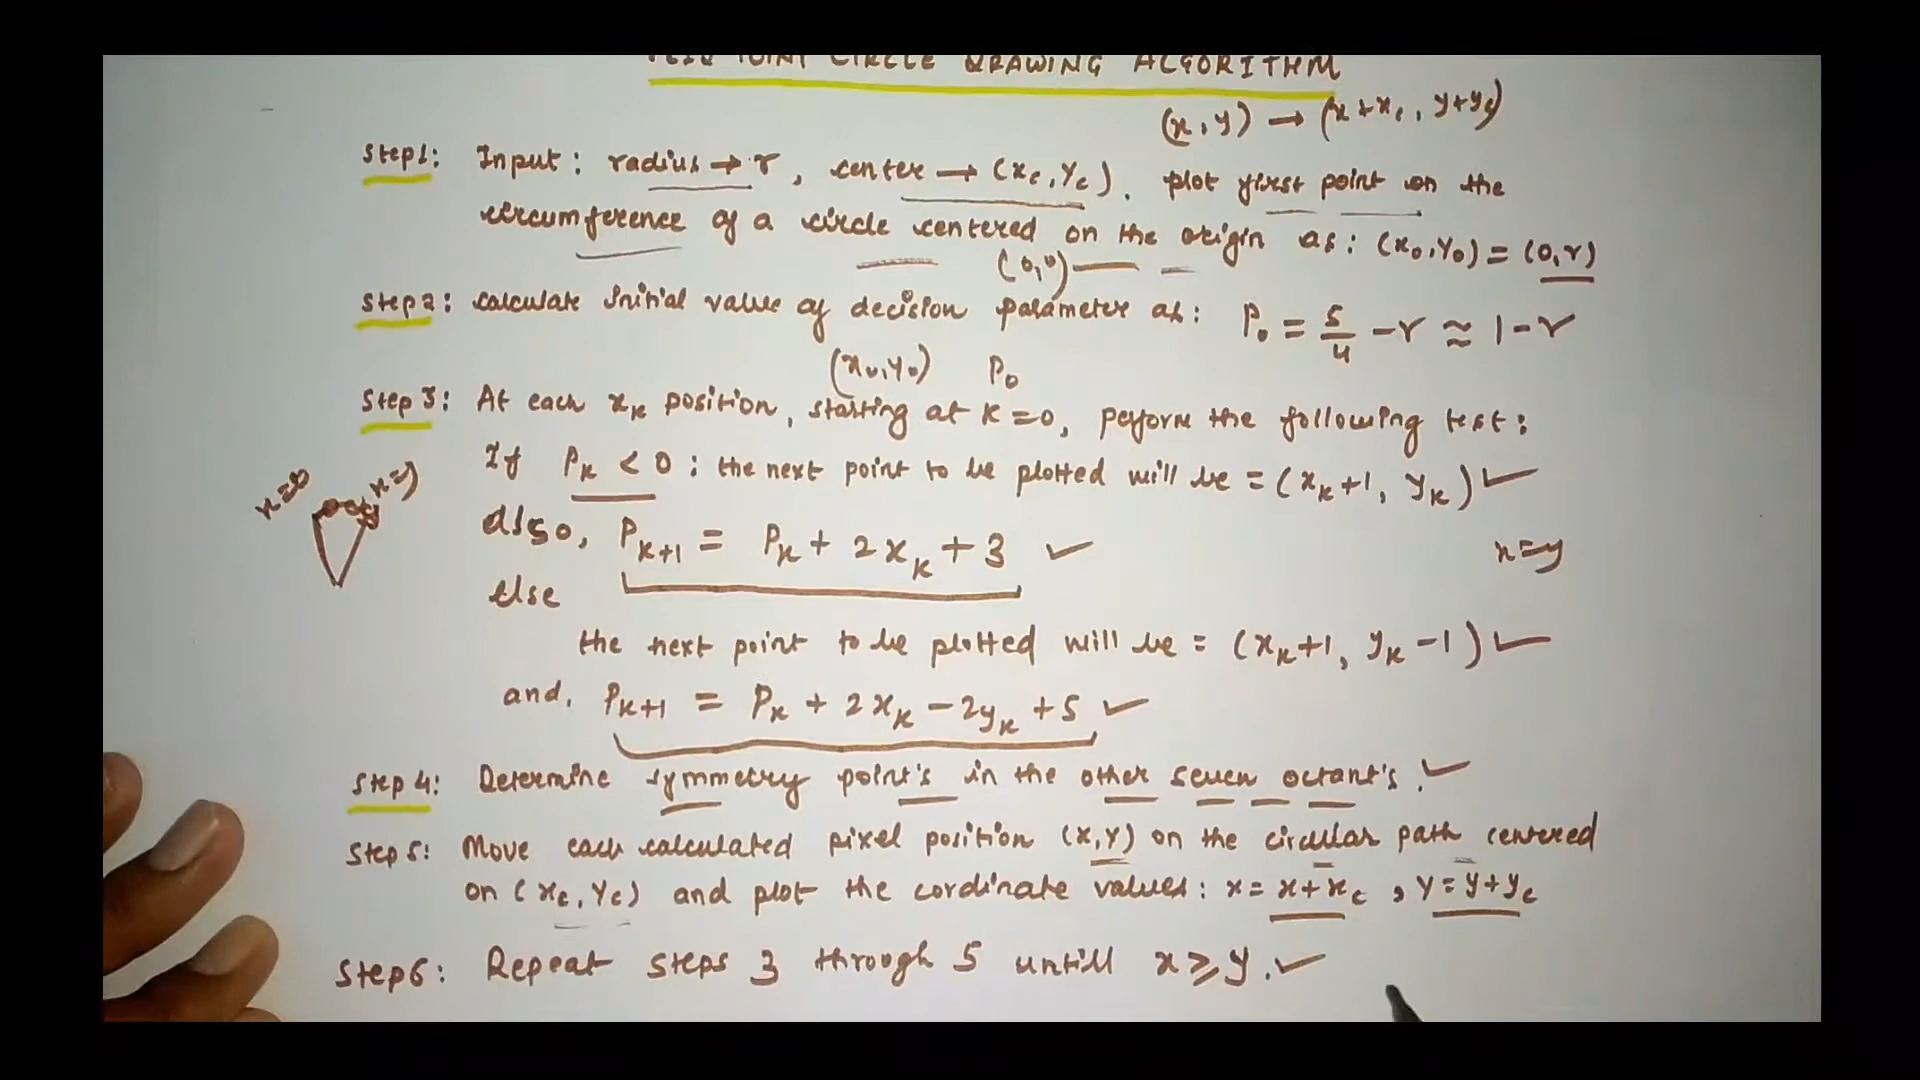 POINT CIRCLE DRAWING ALGORITHM
(x, y) → (x+xc, y+yc)
Step1: Input: radius → r, center → (xc, Yc). plot first point on the
circumference of a circle centered on the origin as: (x0, Y0) = (0, r)
(0,0)
Step2: calculate initial value of decision parameter as: P0 = 5/4 - r ≈ 1 - r
(x0, y0) P0
Step 3: At each xk position, starting at k=0, perform the following test:
If Pk < 0 : the next point to be plotted will be = (xk+1, yk) ✓
x=0 x=y
also, Pk+1 = Pk + 2xk + 3 ✓
x=y
else
the next point to be plotted will be = (xk+1, yk-1) ✓
and, Pk+1 = Pk + 2xk - 2yk + 5 ✓
Step 4: Determine symmetry point's in the other seven octant's. ✓
Step 5: Move each calculated pixel position (x, y) on the circular path centered
on (xc, Yc) and plot the cordinate values: x = x+xc, y = y+yc
Step6: Repeat steps 3 through 5 untill x ≥ y. ✓